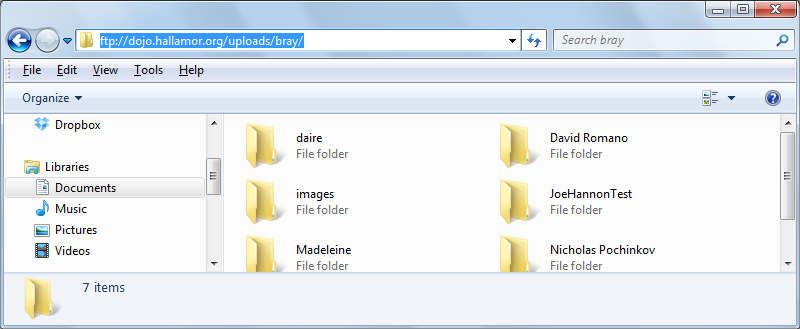 ftp://dojo.hallamor.org/uploads/bray/
Search bray
File Edit View Tools Help
Organize
Dropbox
Libraries
Documents
Music
Pictures
Videos
daire
File folder
David Romano
File folder
images
File folder
JoeHannonTest
File folder
Madeleine
File folder
Nicholas Pochinkov
File folder
7 items